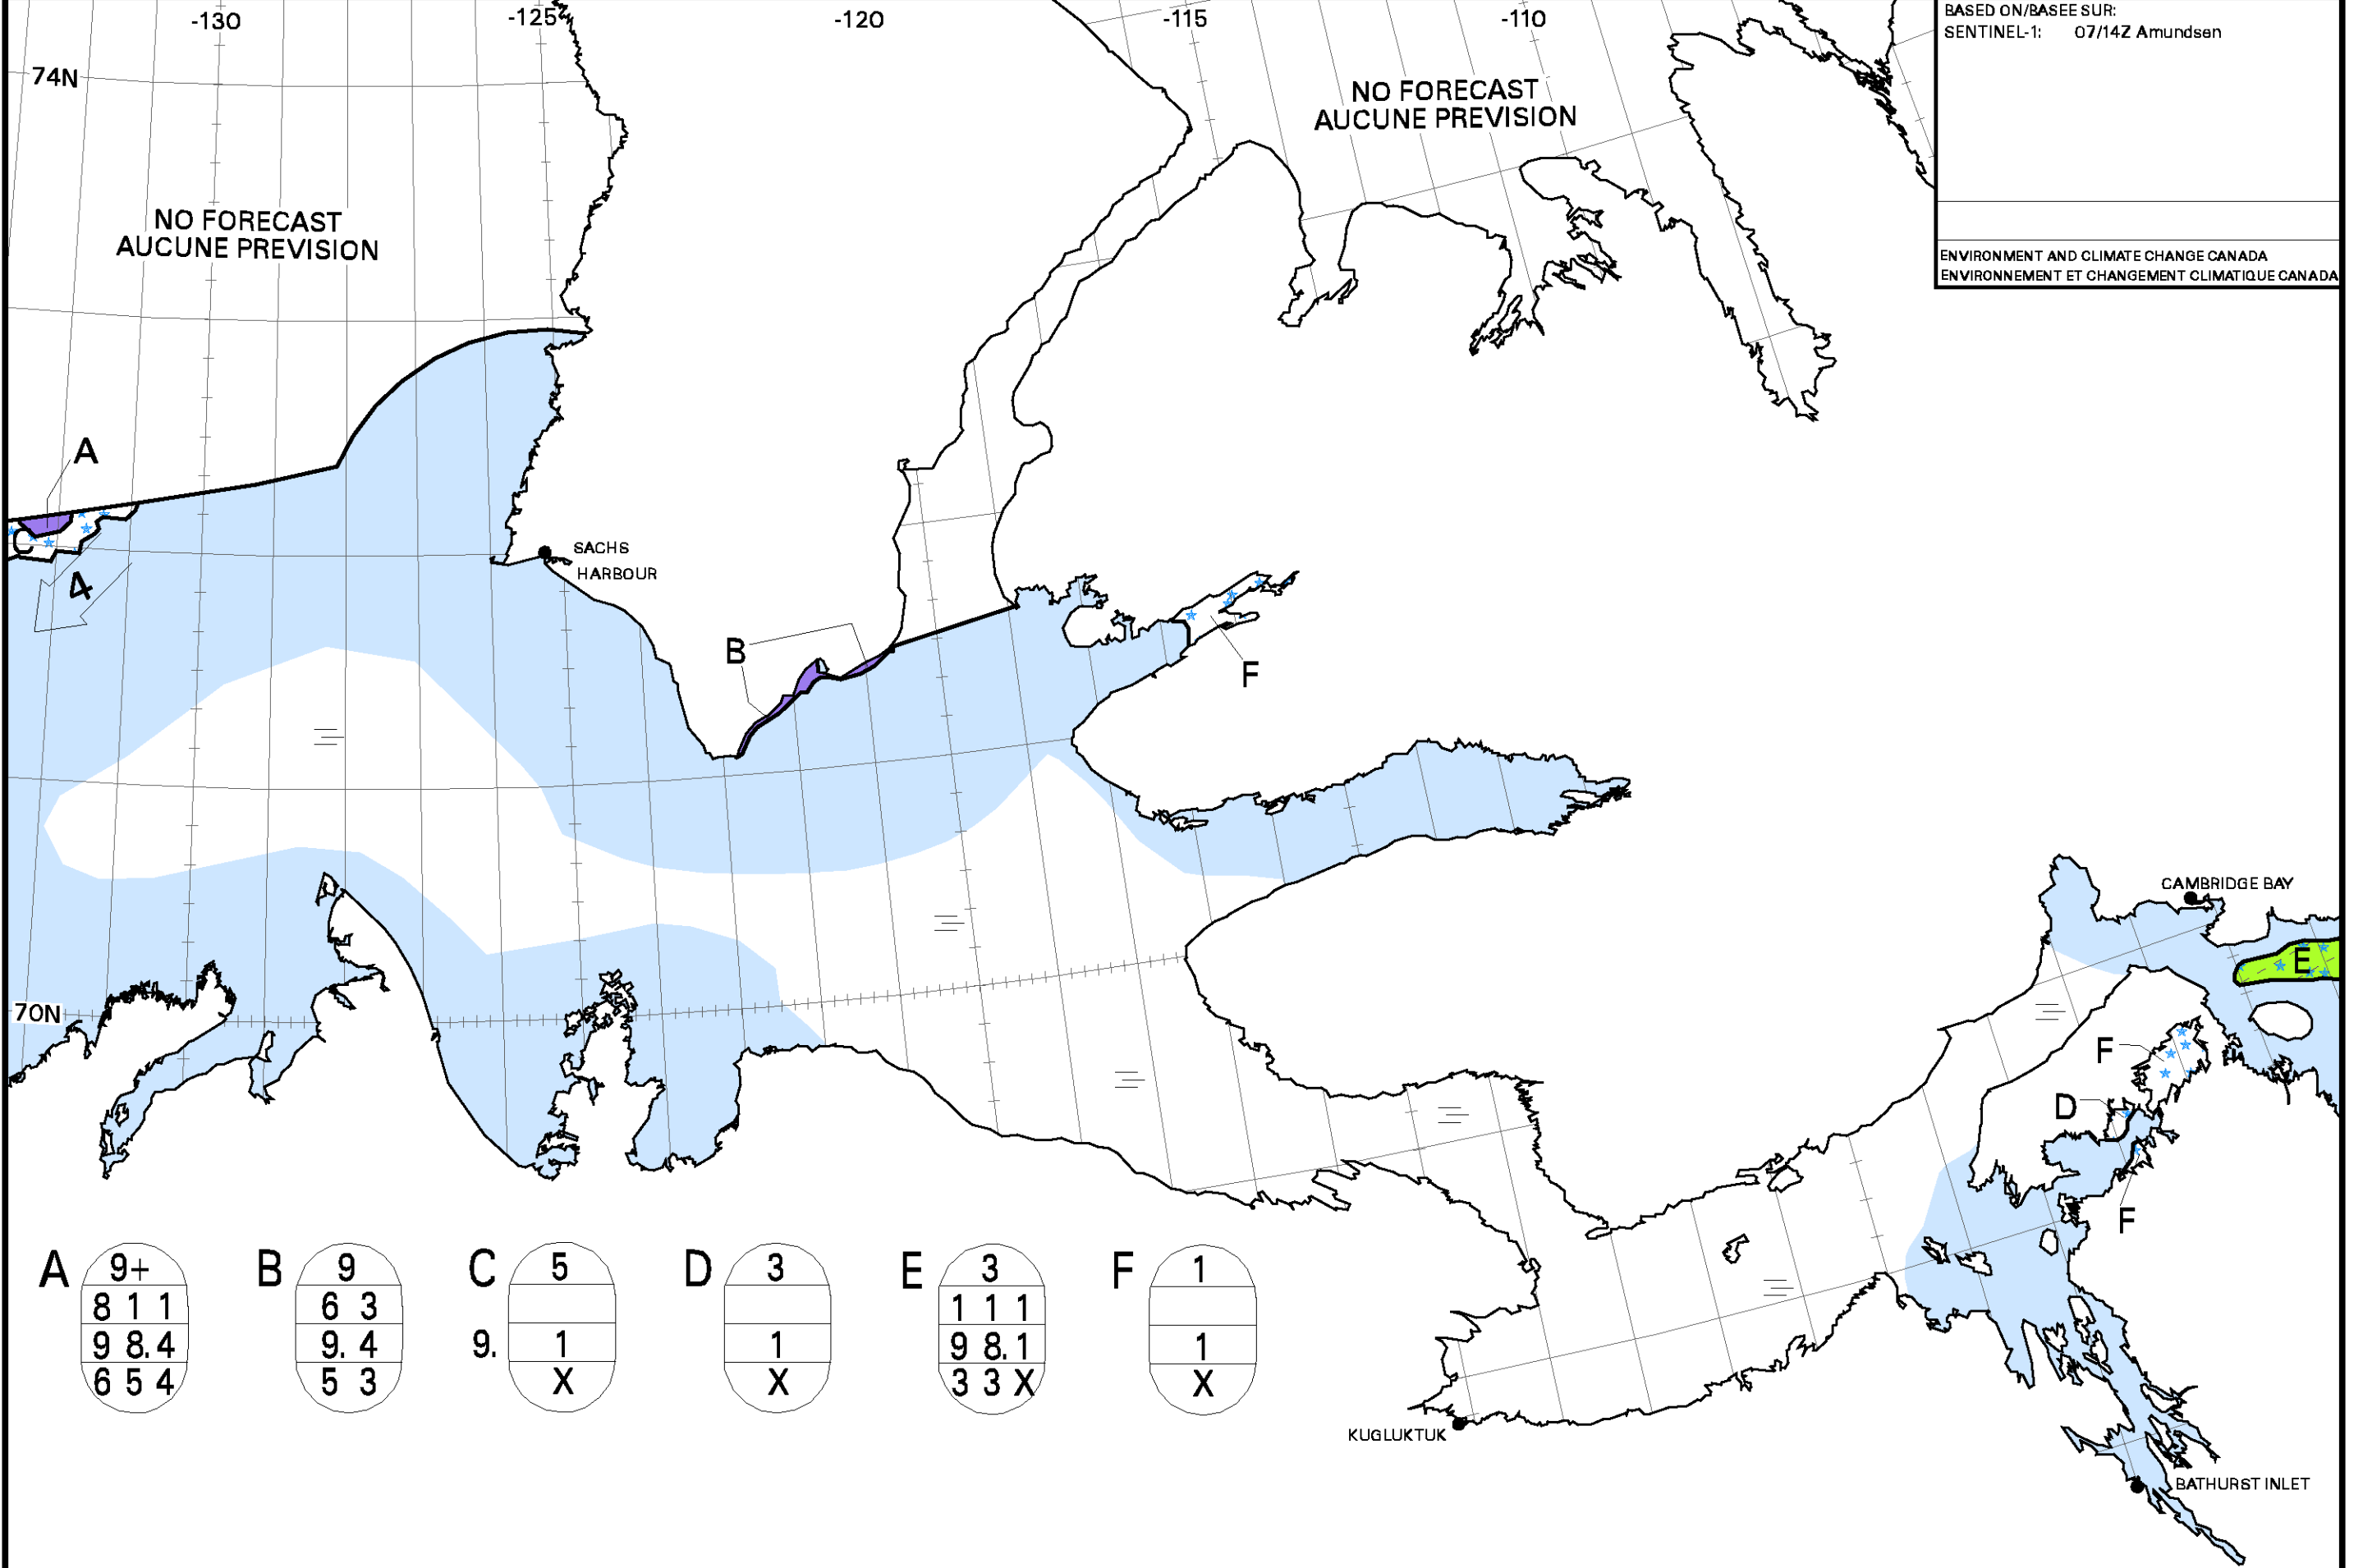 -130
-125
-120
-115
-110
BASED ON/BASEE SUR:
SENTINEL-1: 07/14Z Amundsen
74N
NO FORECAST
AUCUNE PREVISION
NO FORECAST
AUCUNE PREVISION
ENVIRONMENT AND CLIMATE CHANGE CANADA
ENVIRONNEMENT ET CHANGEMENT CLIMATIQUE CANADA
A
C
4
SACHS
HARBOUR
B
F
CAMBRIDGE BAY
E
70N
F
D
F
A
9+
8 1 1
9 8. 4
6 5 4
B
9
6 3
9. 4
5 3
C
5
9. 1
X
D
3
1
X
E
3
1 1 1
9 8. 1
3 3 X
F
1
1
X
KUGLUKTUK
BATHURST INLET